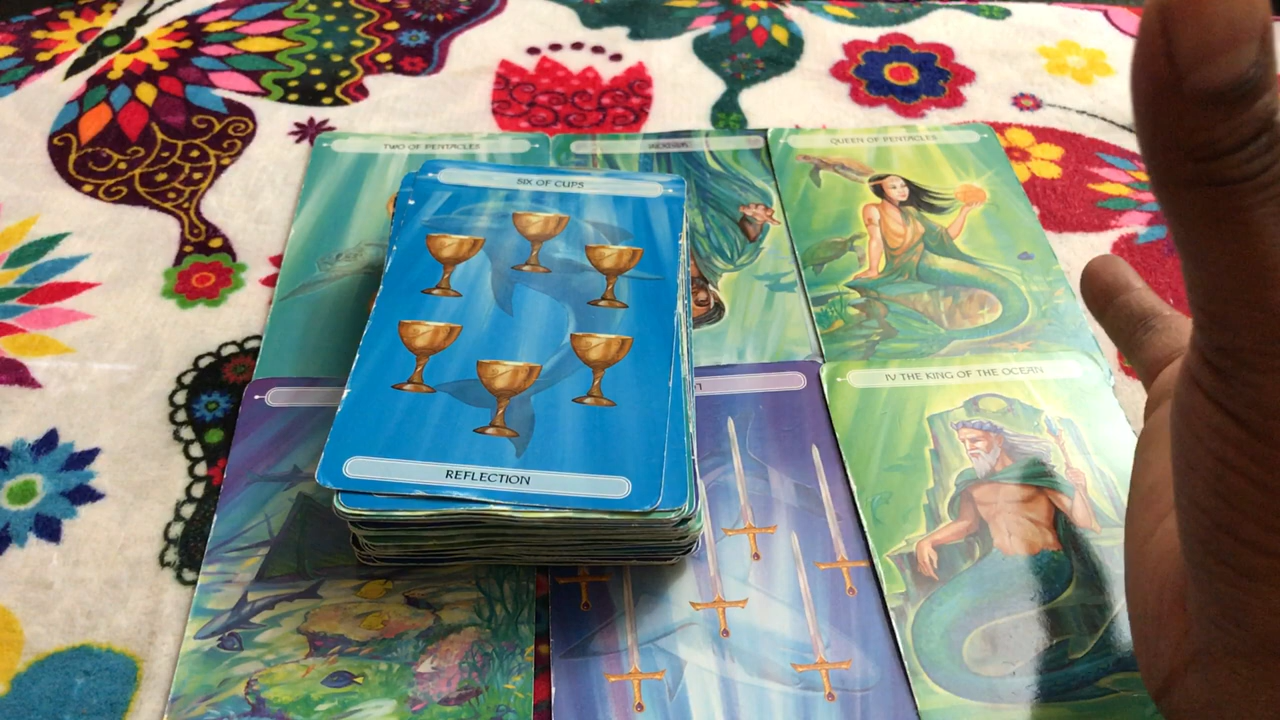 TWO OF PENTACLES
QUEEN OF PENTACLES
SIX OF CUPS
IV THE KING OF THE OCEAN
REFLECTION